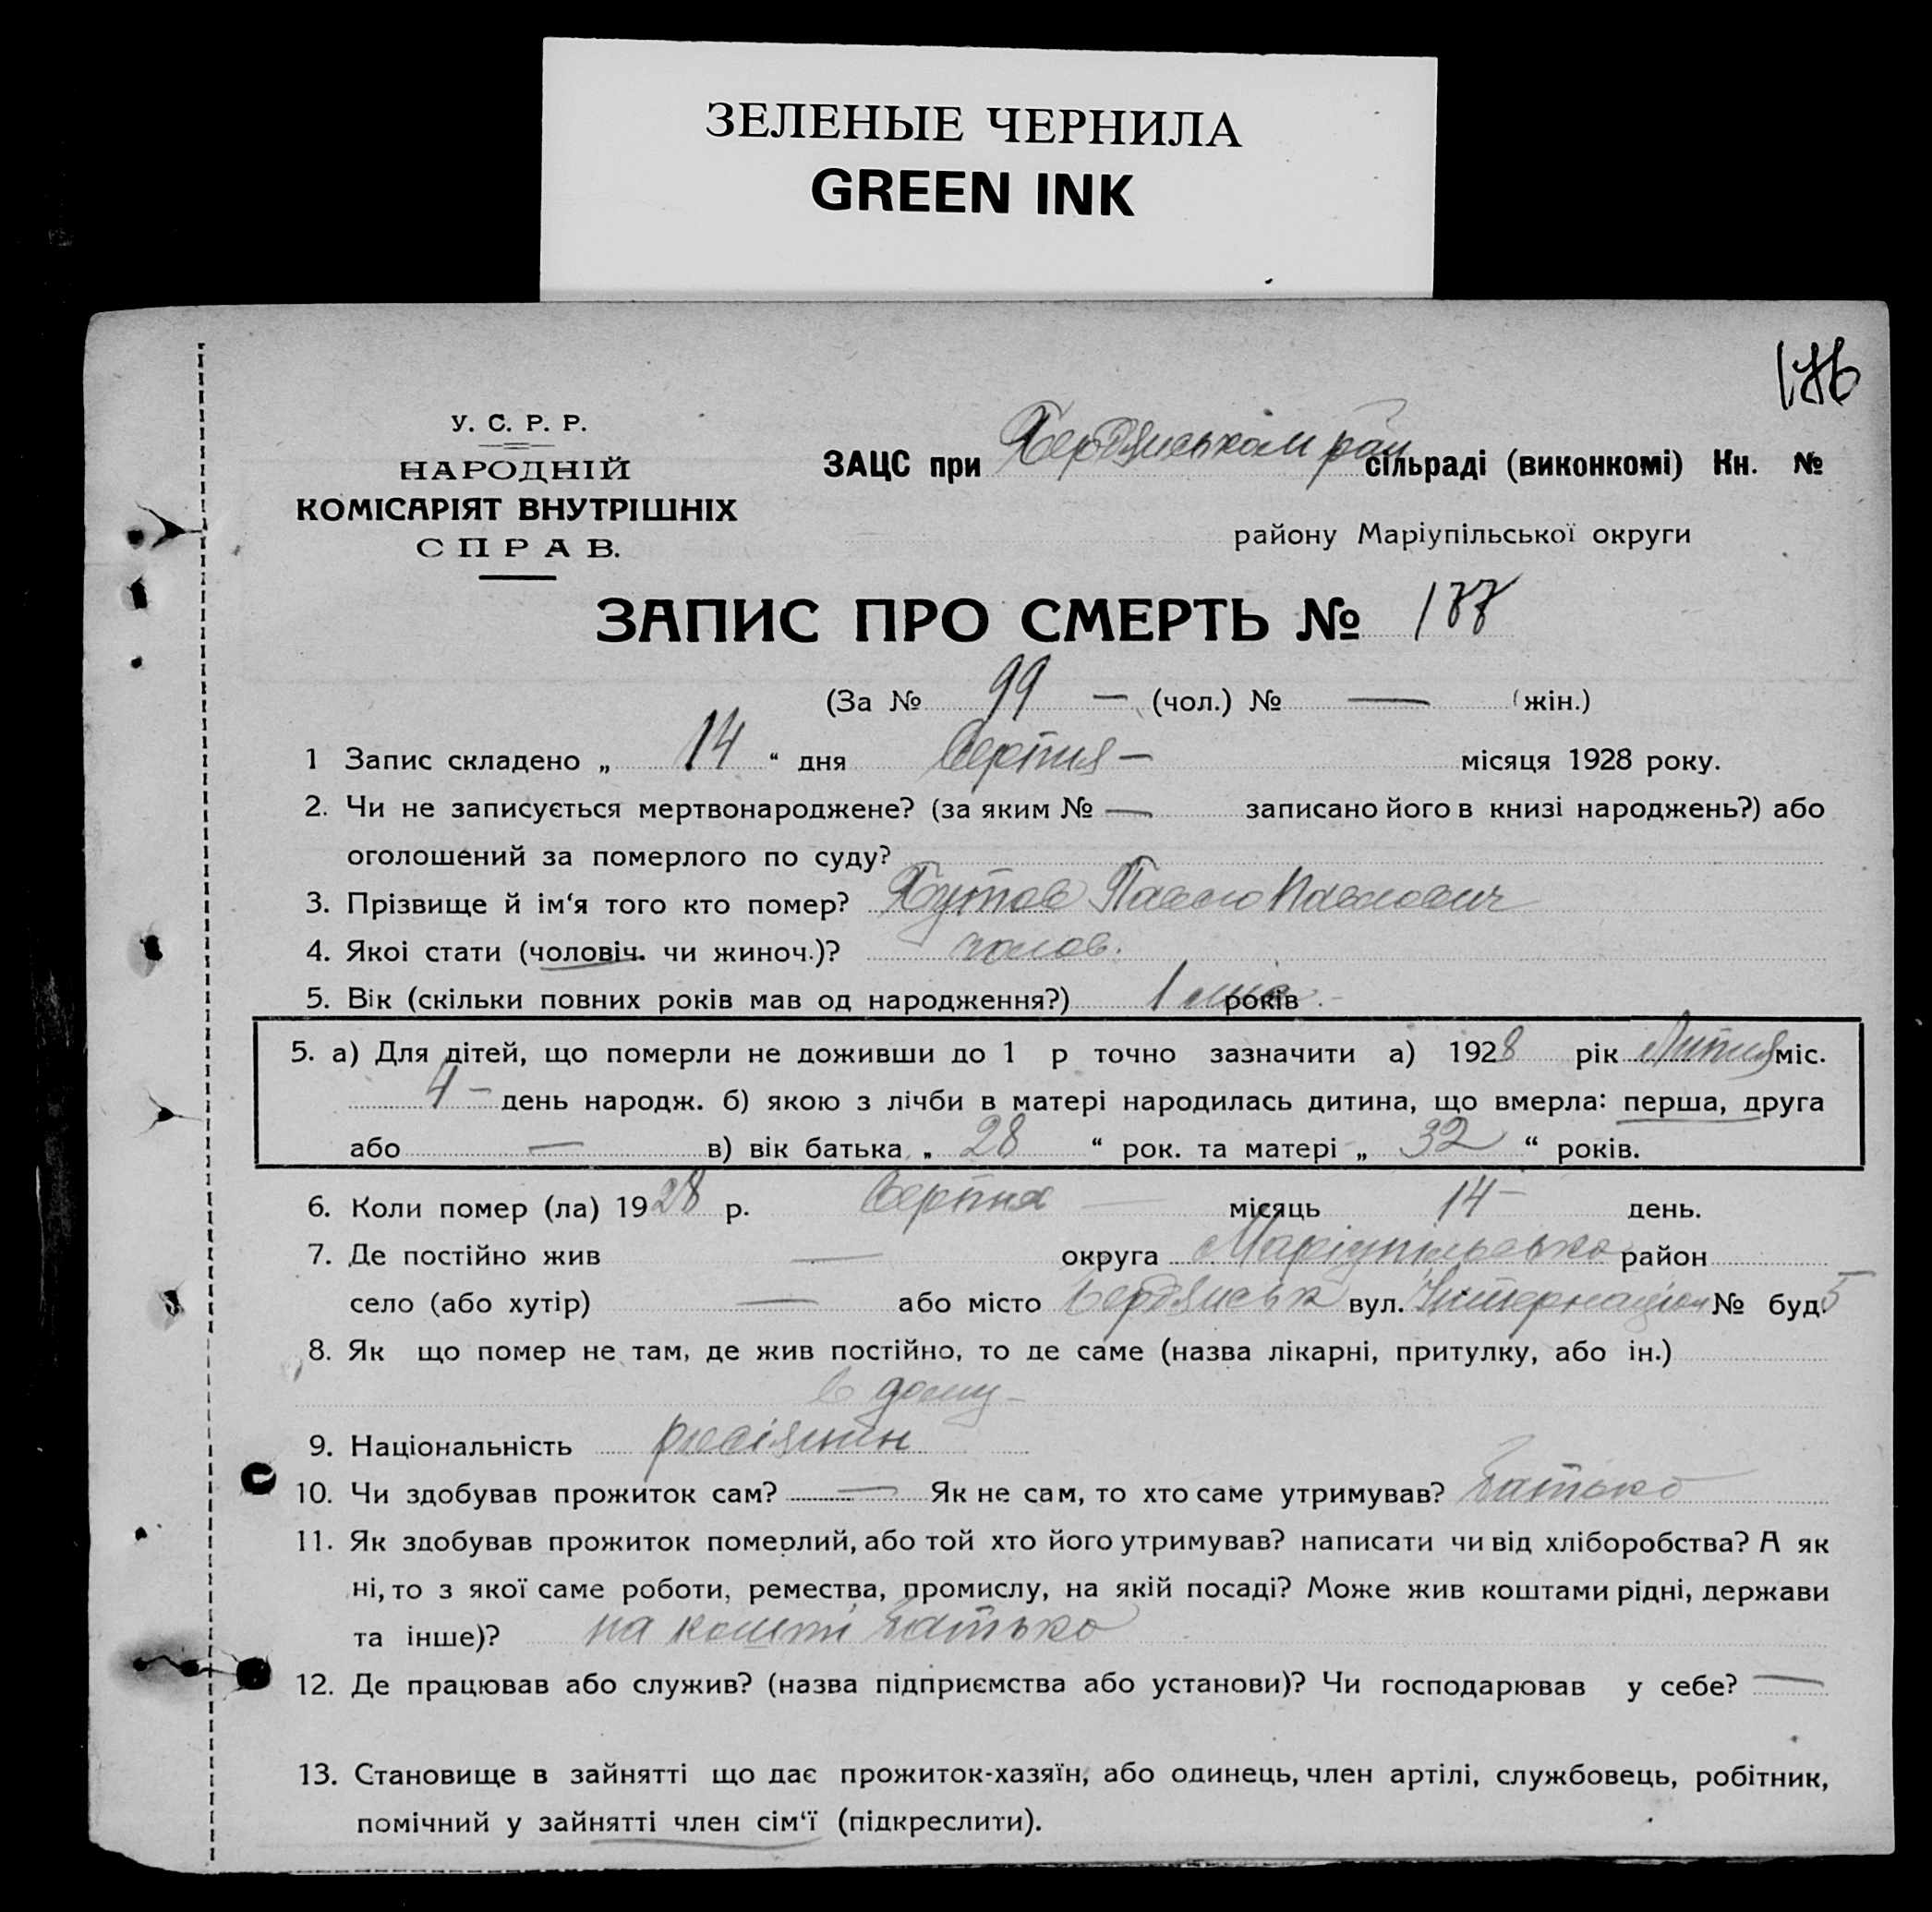 ЗЕЛЕНЫЕ ЧЕРНИЛА
GREEN INK
176
У. С. Р. Р.
НАРОДНІЙ
КОМІСАРІЯТ ВНУТРІШНІХ
СПРАВ.
ЗАЦС при Бердянськом рай сільраді (виконкомі) Кн. №
району Маріупільської округи
ЗАПИС ПРО СМЕРТЬ № 177
(За № 99 — (чол.) № — (жін.)
1 Запис складено „ 14 “ дня Серпня — місяця 1928 року.
2. Чи не записується мертвонароджене? (за яким № — записано його в книзі народжень?) або
оголошений за померлого по суду?
3. Прізвище й ім‘я того кто помер? Бутов Павло Павлович
4. Якоі стати (чоловіч. чи жиноч.)? чолов.
5. Вік (скільки повних років мав од народження?) 1 міс років —
5. а) Для дітей, що померли не доживши до 1 р точно зазначити а) 1928 рік Липня міс.
4 — день народж. б) якою з лічби в матері народилась дитина, що вмерла: перша, друга
або — в) вік батька „ 28 “ рок. та матері „ 32 “ років.
6. Коли помер (ла) 1928 р. Серпня — місяць 14 — день.
7. Де постійно жив — округа Маріупільсько район
село (або хутір) — або місто Бердянськ вул. Інтернаціон № буд. 5
8. Як що помер не там, де жив постійно, то де саме (назва лікарні, притулку, або ін.)
в дому —
9. Національність росіянин
10. Чи здобував прожиток сам? — Як не сам, то хто саме утримував? Батько
11. Як здобував прожиток померлий, або той хто його утримував? написати чи від хліборобства? А як
ні, то з якої саме роботи, ремества, промислу, на якій посаді? Може жив коштами рідні, держави
та інше)? на кошти батько
12. Де працював або служив? (назва підприємства або установи)? Чи господарював у себе? —
13. Становище в зайнятті що дає прожиток-хазяїн, або одинець, член артілі, службовець, робітник,
помічний у зайнятті член сім‘ї (підкреслити).